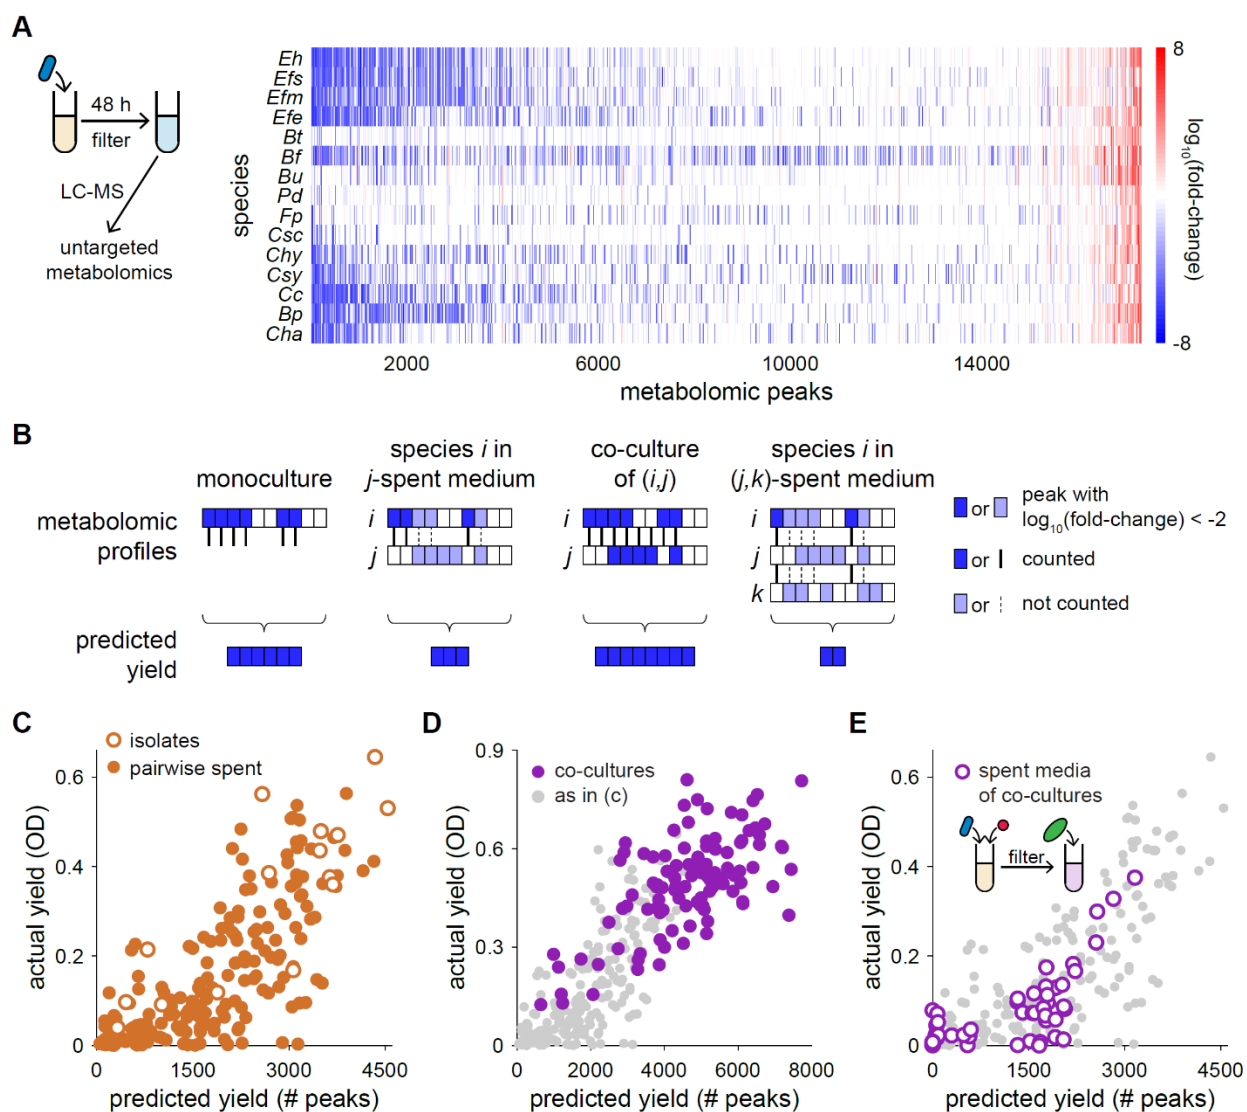 A
48 h
filter
LC-MS
untargeted
metabolomics
species
Eh
Efs
Efm
Efe
Bt
Bf
Bu
Pd
Fp
Csc
Chy
Csy
Cc
Bp
Cha
2000
6000
10000
14000
metabolomic peaks
8
-8
log10(fold-change)
B
monoculture
species i in
j-spent medium
co-culture
of (i,j)
species i in
(j,k)-spent medium
metabolomic
profiles
i
j
i
j
i
j
k
or
peak with
log10(fold-change) < -2
or
counted
or
not counted
predicted
yield
C
isolates
pairwise spent
actual yield (OD)
0.6
0.4
0.2
0
0
1500
3000
4500
predicted yield (# peaks)
D
co-cultures
as in (c)
actual yield (OD)
0.9
0.6
0.3
0
0
2000
4000
6000
8000
predicted yield (# peaks)
E
spent media
of co-cultures
filter
actual yield (OD)
0.6
0.4
0.2
0
0
1500
3000
4500
predicted yield (# peaks)